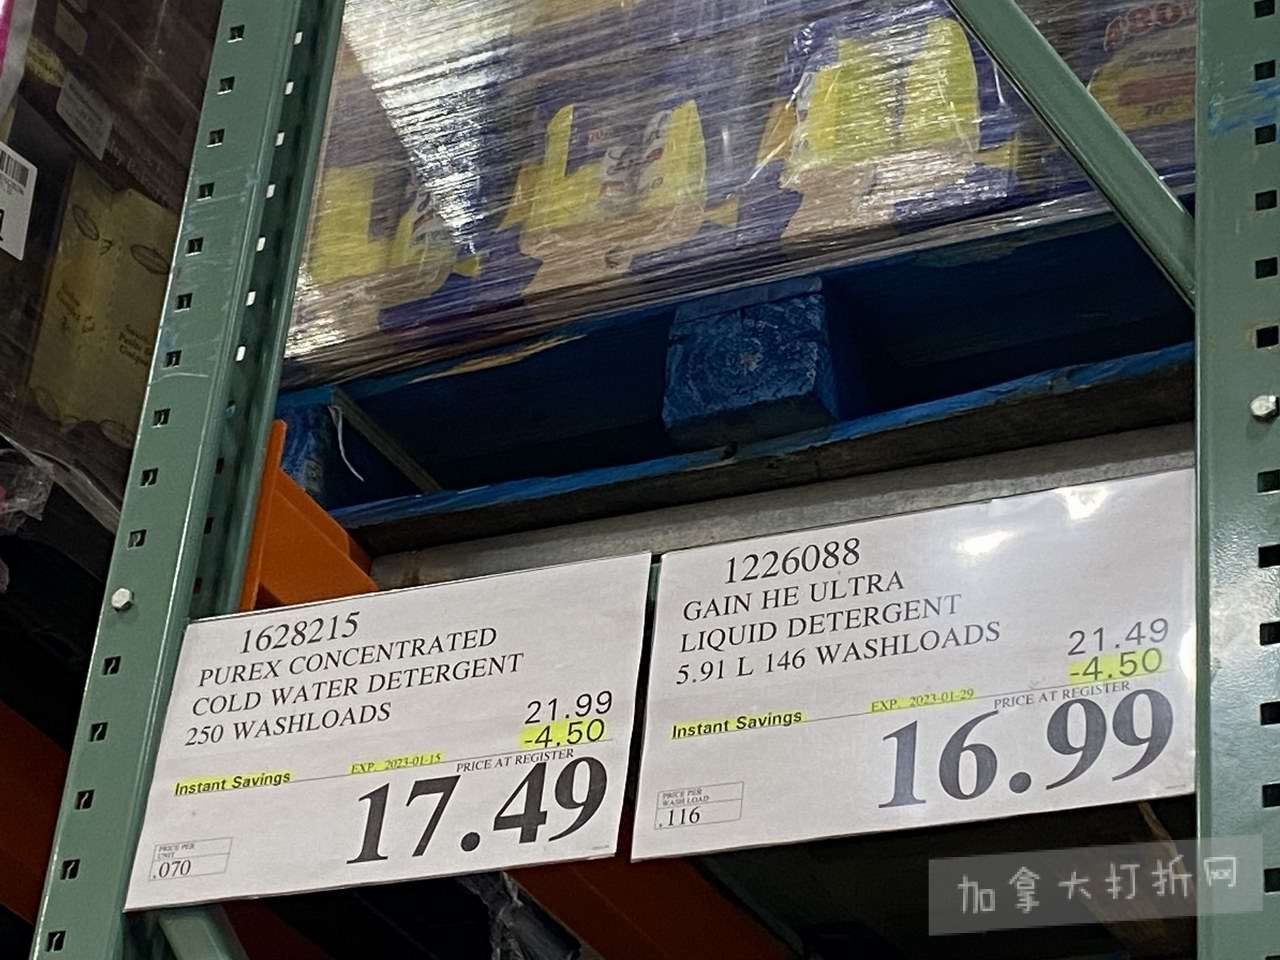 1628215
PUREX CONCENTRATED
COLD WATER DETERGENT
250 WASHLOADS
21.99
-4.50
Instant Savings
EXP. 2023-01-15
PRICE AT REGISTER
17.49
PRICE PER
UNIT
.070
1226088
GAIN HE ULTRA
LIQUID DETERGENT
5.91 L 146 WASHLOADS
21.49
-4.50
Instant Savings
EXP. 2023-01-29
PRICE AT REGISTER
16.99
PRICE PER
WASH LOAD
.116
加拿大打折网